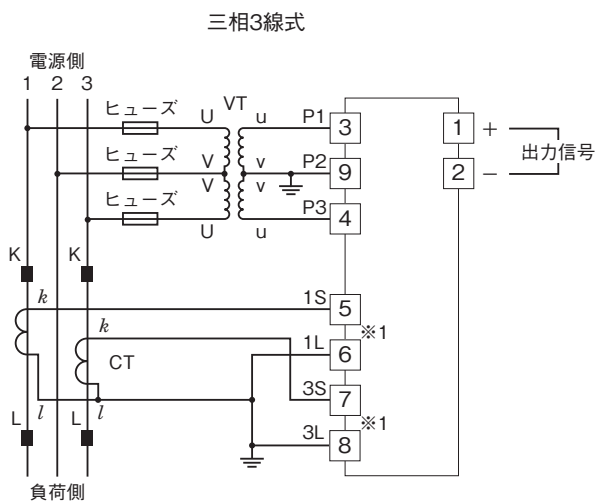 三相3線式
電源側
1 2 3
ヒューズ
VT
U u P1 3
1 +
出力信号
ヒューズ
V v P2 9
2 −
V v
ヒューズ
P3 4
U u
K K
k
1S 5
※1
k
1L 6
CT
3S 7
※1
L l L l
3L 8
負荷側